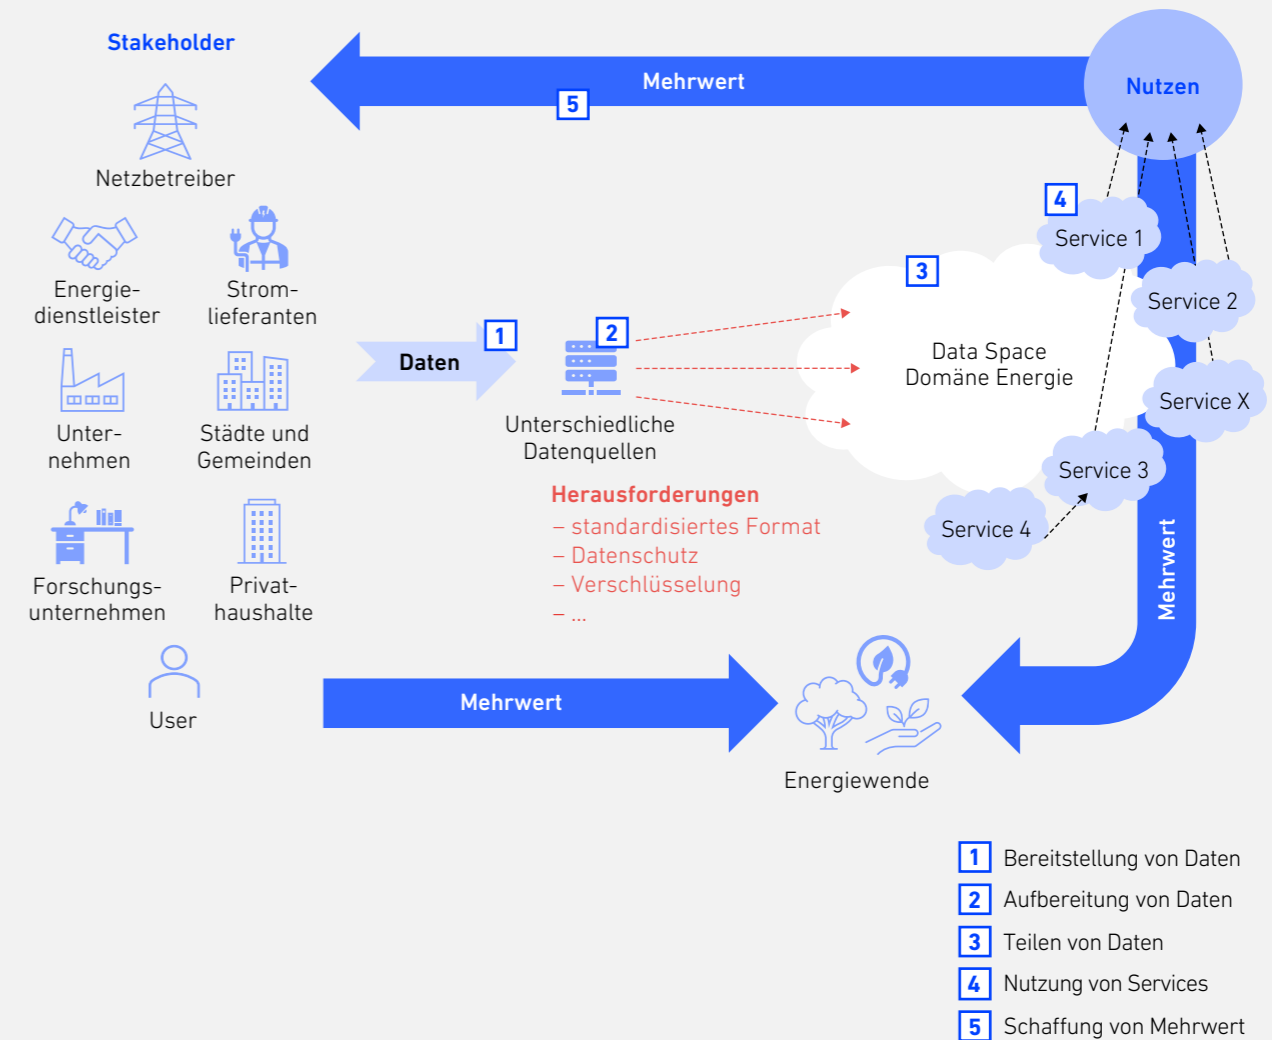 Stakeholder
Netzbetreiber
Energie-
dienstleister
Strom-
lieferanten
Unter-
nehmen
Städte und
Gemeinden
Forschungs-
unternehmen
Privat-
haushalte
User
Mehrwert
5
Nutzen
Daten
1
2
Unterschiedliche
Datenquellen
Herausforderungen
– standardisiertes Format
– Datenschutz
– Verschlüsselung
– ...
3
Data Space
Domäne Energie
4
Service 1
Service 2
Service X
Service 3
Service 4
Mehrwert
Mehrwert
Energiewende
1 Bereitstellung von Daten
2 Aufbereitung von Daten
3 Teilen von Daten
4 Nutzung von Services
5 Schaffung von Mehrwert